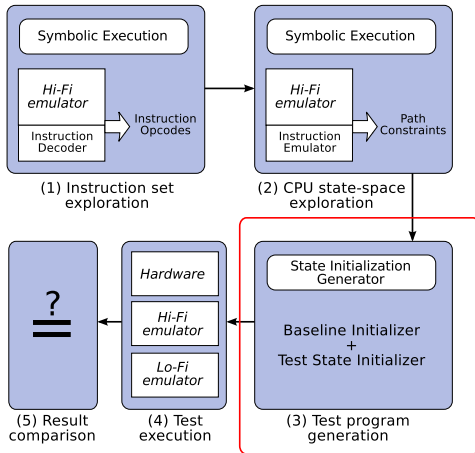 Symbolic Execution
Hi-Fi
emulator
Instruction
Decoder
Instruction
Opcodes
(1) Instruction set
exploration
Symbolic Execution
Hi-Fi
emulator
Instruction
Emulator
Path
Constraints
(2) CPU state-space
exploration
State Initialization
Generator
Baseline Initializer
+
Test State Initializer
(3) Test program
generation
Hardware
Hi-Fi
emulator
Lo-Fi
emulator
(4) Test
execution
?
=
(5) Result
comparison